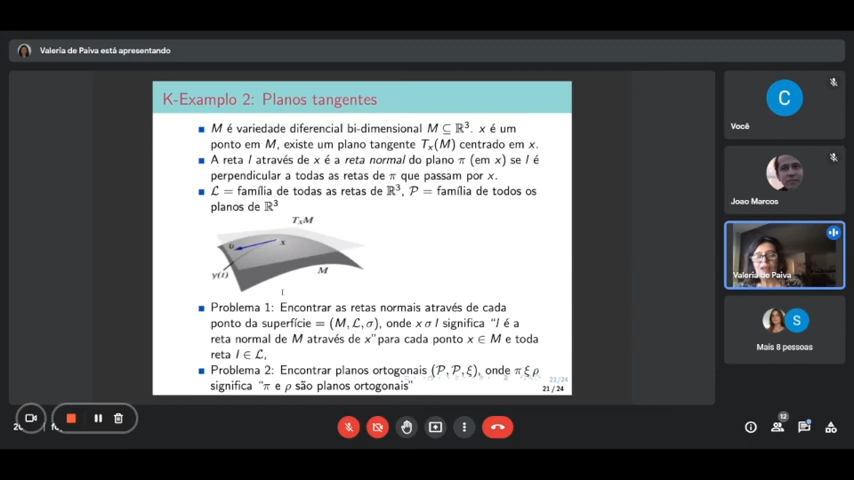 Valeria de Paiva está apresentando
K-Exemplo 2: Planos tangentes
M é variedade diferencial bi-dimensional M ⊆ ℝ³. x é um
ponto em M, existe um plano tangente Tₓ(M) centrado em x.
A reta l através de x é a reta normal do plano π (em x) se l é
perpendicular a todas as retas de π que passam por x.
ℒ = família de todas as retas de ℝ³, 𝒫 = família de todos os
planos de ℝ³
TₓM
υ
x
γ(t)
M
Problema 1: Encontrar as retas normais através de cada
ponto da superfície = (M, ℒ, σ), onde x σ l significa “l é a
reta normal de M através de x”para cada ponto x ∈ M e toda
reta l ∈ ℒ,
Problema 2: Encontrar planos ortogonais (𝒫, 𝒫, ξ), onde π ξ ρ
significa “π e ρ são planos ortogonais“
21/24
21 / 24
C
Você
Joao Marcos
Valeria de Paiva
S
Mais 8 pessoas
12